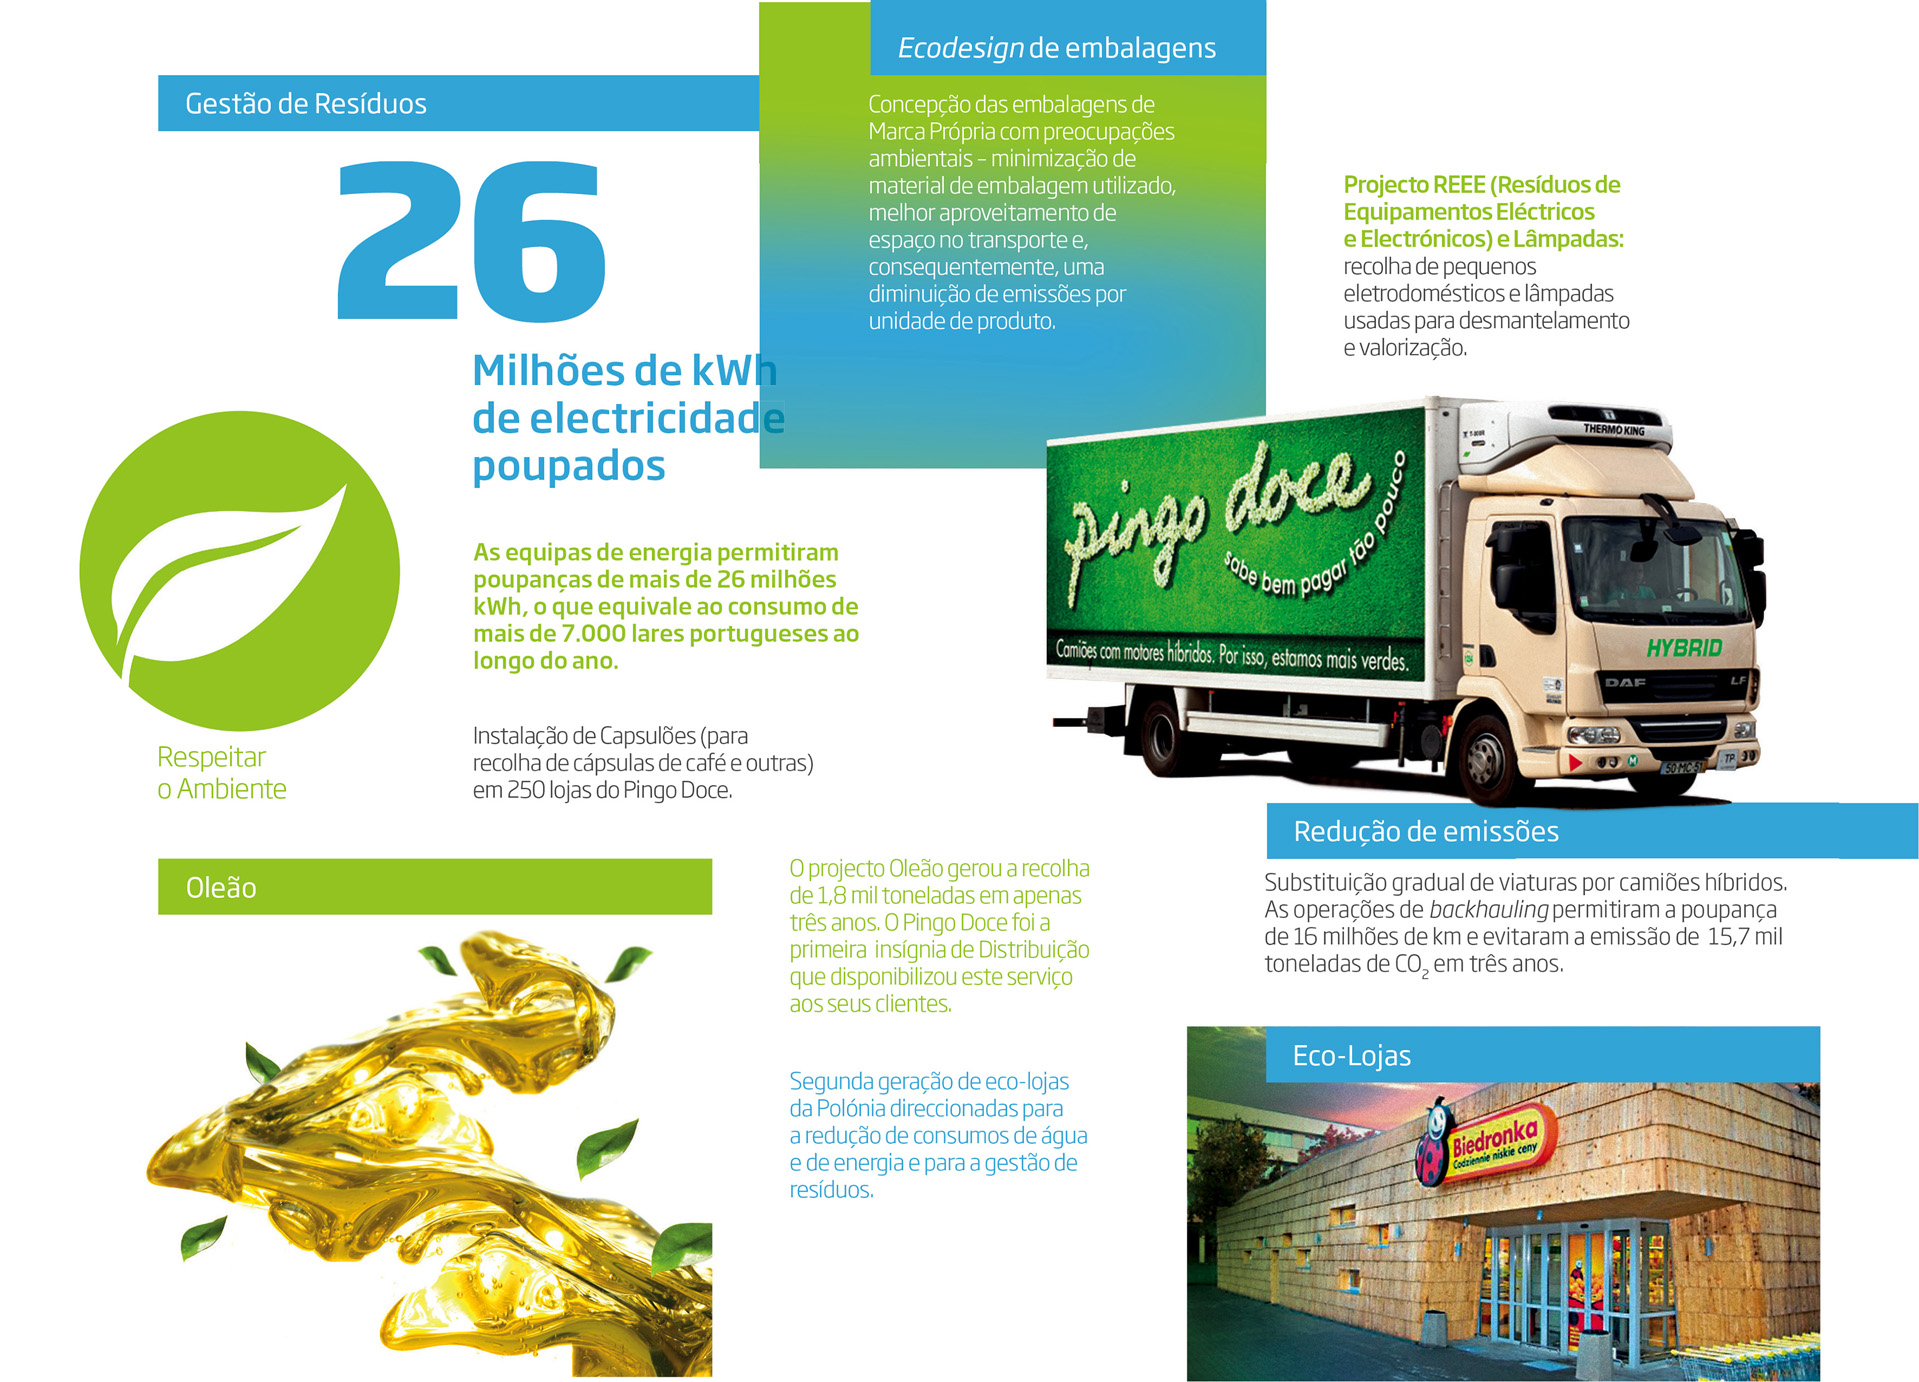 Gestão de Resíduos
26
Milhões de kWh
de electricidade
poupados
As equipas de energia permitiram
poupanças de mais de 26 milhões
kWh, o que equivale ao consumo de
mais de 7.000 lares portugueses ao
longo do ano.
Instalação de Capsulões (para
recolha de cápsulas de café e outras)
em 250 lojas do Pingo Doce.
Respeitar
o Ambiente
Ecodesign de embalagens
Concepção das embalagens de
Marca Própria com preocupações
ambientais – minimização de
material de embalagem utilizado,
melhor aproveitamento de
espaço no transporte e,
consequentemente, uma
diminuição de emissões por
unidade de produto.
Projecto REEE (Resíduos de
Equipamentos Eléctricos
e Electrónicos) e Lâmpadas:
recolha de pequenos
eletrodomésticos e lâmpadas
usadas para desmantelamento
e valorização.
THERMO KING
pingo doce
sabe bem pagar tão pouco
Camiões com motores híbridos. Por isso, estamos mais verdes.
HYBRID
DAF
LF
TP
50-MC-51
Redução de emissões
Substituição gradual de viaturas por camiões híbridos.
As operações de backhauling permitiram a poupança
de 16 milhões de km e evitaram a emissão de 15,7 mil
toneladas de CO2 em três anos.
Oleão
O projecto Oleão gerou a recolha
de 1,8 mil toneladas em apenas
três anos. O Pingo Doce foi a
primeira insígnia de Distribuição
que disponibilizou este serviço
aos seus clientes.
Segunda geração de eco-lojas
da Polónia direccionadas para
a redução de consumos de água
e de energia e para a gestão de
resíduos.
Eco-Lojas
Biedronka
Codziennie niskie ceny